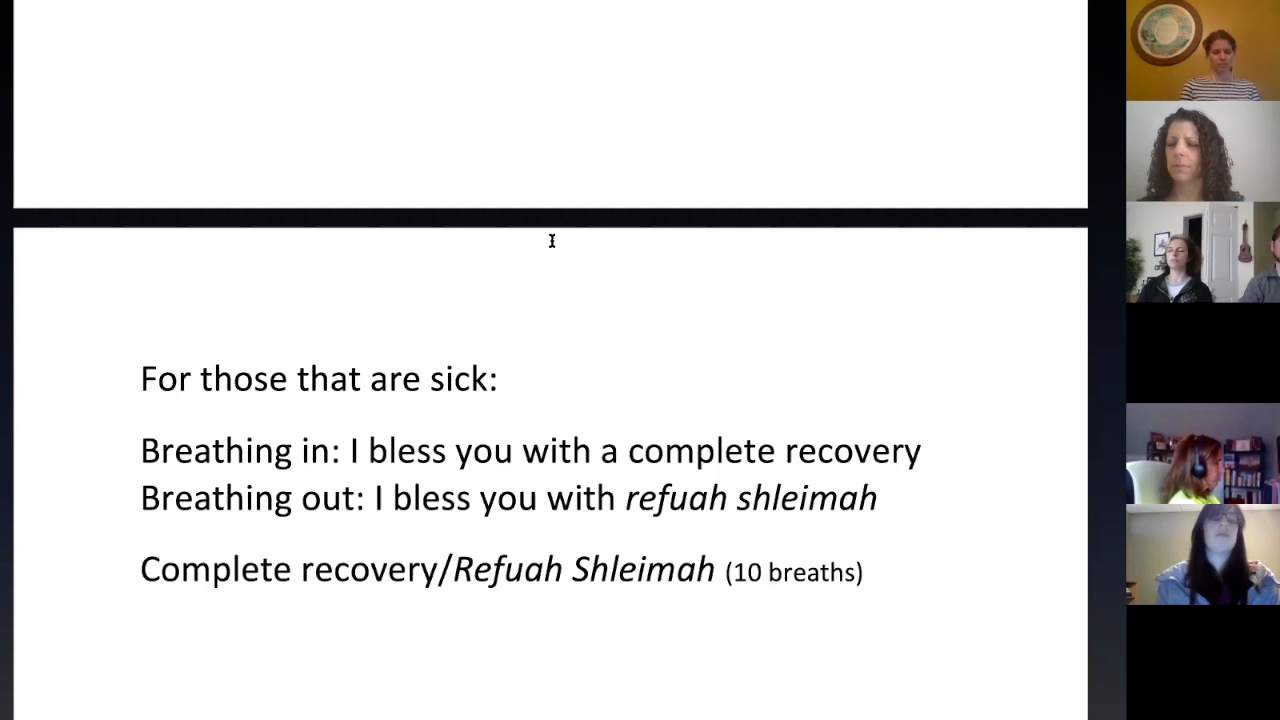 For those that are sick:
Breathing in: I bless you with a complete recovery
Breathing out: I bless you with refuah shleimah
Complete recovery/Refuah Shleimah (10 breaths)